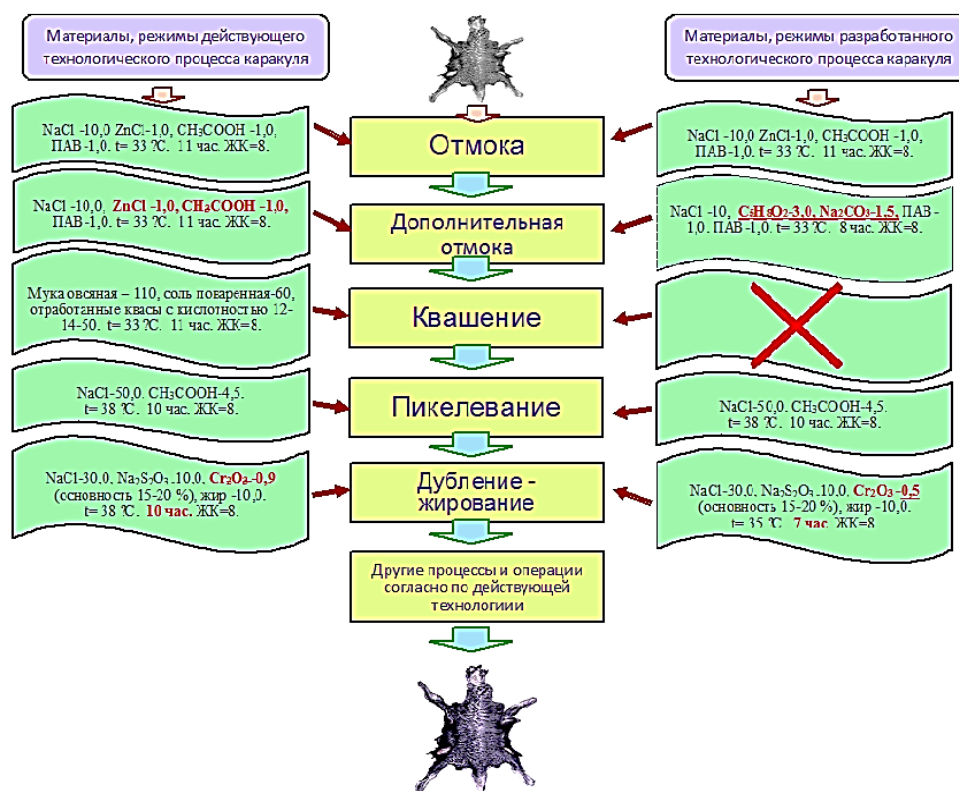 Материалы, режимы действующего
технологического процесса каракуля
Материалы, режимы разработанного
технологического процесса каракуля
NaCl -10,0 ZnCl-1,0, CH₃COOH -1,0,
ПАВ-1,0. t= 33 ?C. 11 час. ЖК=8.
Отмока
NaCl -10,0 ZnCl-1,0, CH₃COOH -1,0,
ПАВ-1,0. t= 33 ?C. 11 час. ЖК=8.
NaCl -10,0, ZnCl -1,0, CH₃COOH -1,0,
ПАВ-1,0. t= 33 ?C. 11 час. ЖК=8.
Дополнительная
отмока
NaCl -10, C₅H₈O₂-3,0, Na₂CO₃-1,5, ПАВ -
1,0. ПАВ-1,0. t= 33 ?C. 8 час. ЖК=8.
Мука овсяная – 110, соль поваренная-60,
отработанные квасы с кислотностью 12-
14-50. t= 33 ?C. 11 час. ЖК=8.
Квашение
NaCl-50,0. CH₃COOH-4,5.
t= 38 ?C. 10 час. ЖК=8.
Пикелевание
NaCl-50,0. CH₃COOH-4,5.
t= 38 ?C. 10 час. ЖК=8.
NaCl-30,0, Na₂S₂O₃.10,0, Cr₂O₃-0,9
(основность 15-20 %), жир -10,0.
t= 38 ?C. 10 час. ЖК=8.
Дубление -
жирование
NaCl-30,0, Na₂S₂O₃.10,0, Cr₂O₃ -0,5
(основность 15-20 %), жир -10,0.
t= 35 ?C. 7 час. ЖК=8
Другие процессы и операции
согласно по действующей
технологиии